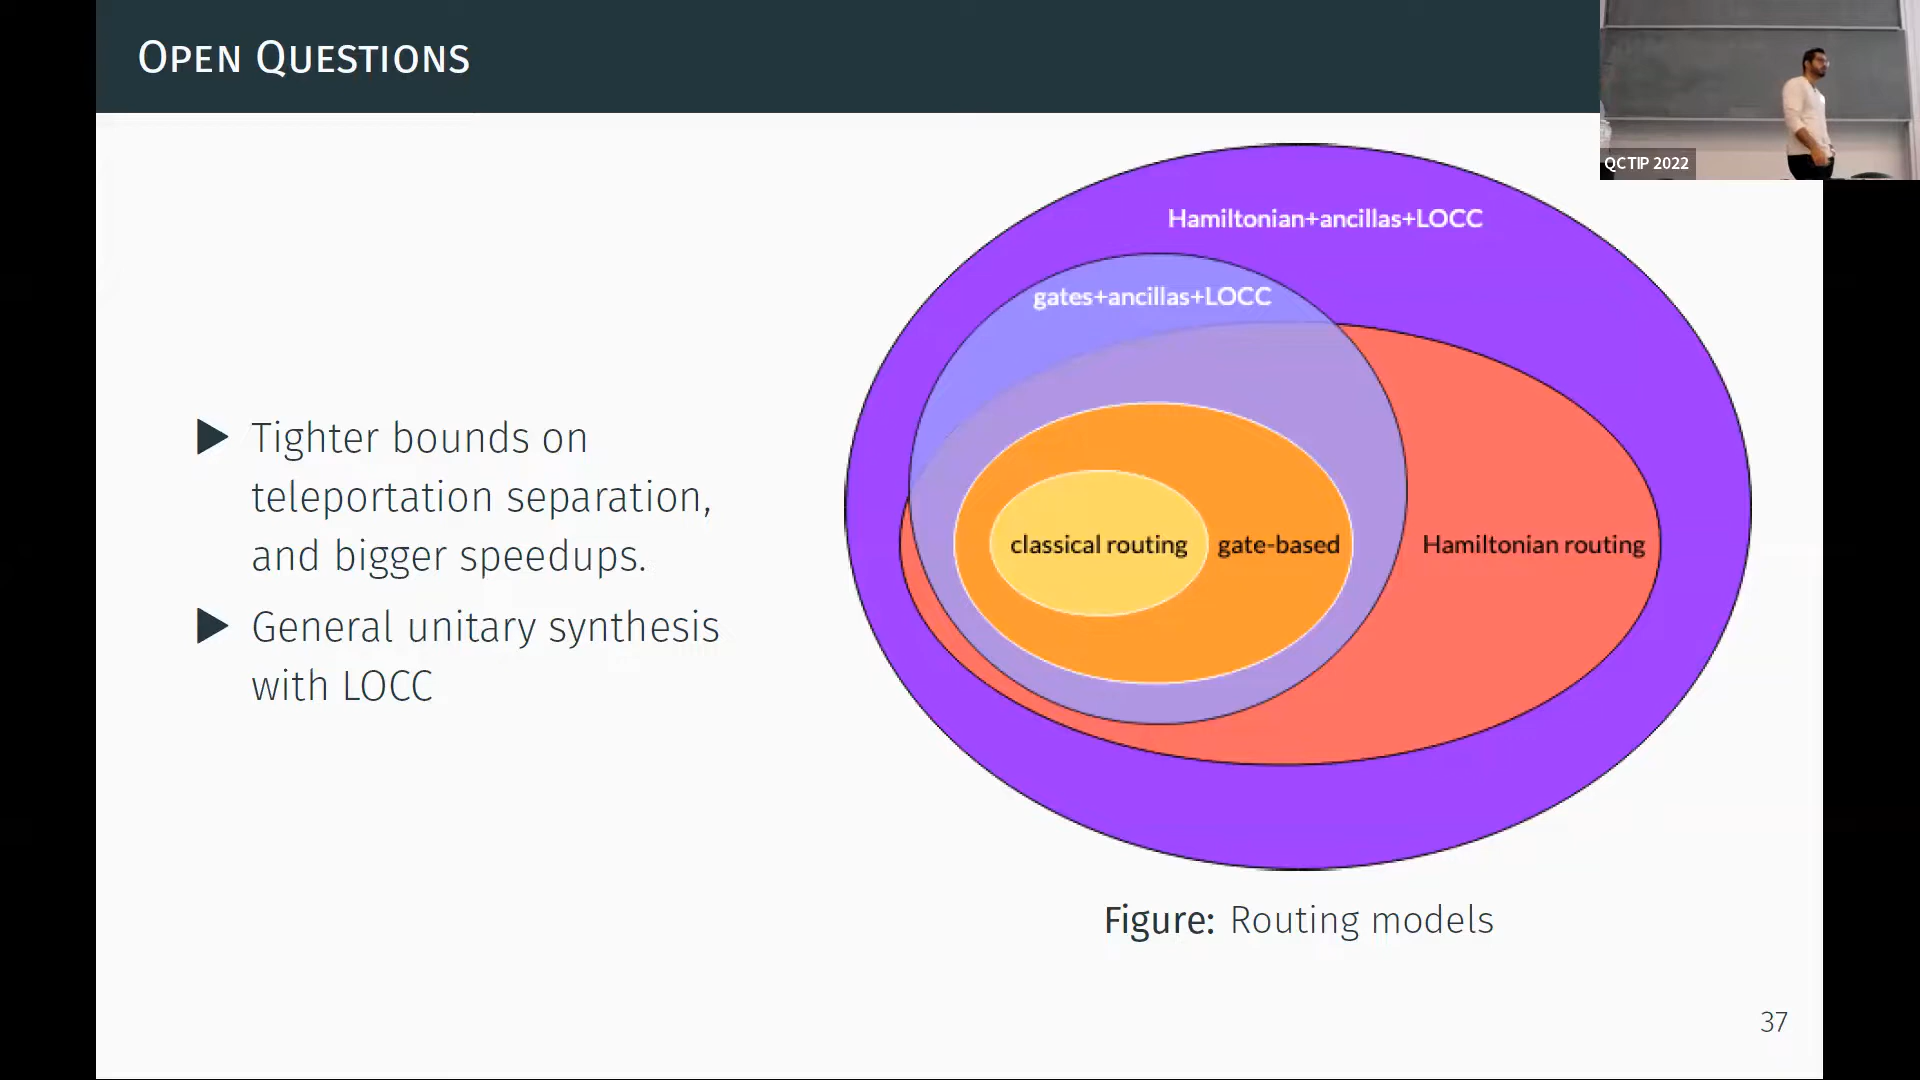 OPEN QUESTIONS
QCTIP 2022
▶ Tighter bounds on
teleportation separation,
and bigger speedups.
▶ General unitary synthesis
with LOCC
Hamiltonian+ancillas+LOCC
gates+ancillas+LOCC
classical routing
gate-based
Hamiltonian routing
Figure: Routing models
37